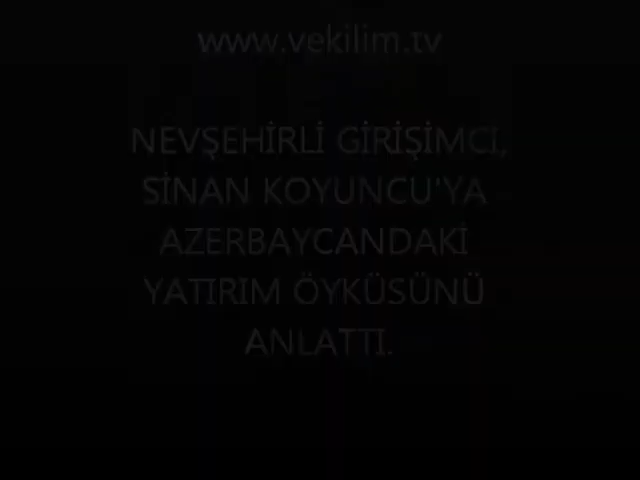 www.vekilim.tv
NEVŞEHİRLİ GİRİŞİMCİ,
SİNAN KOYUNCU'YA
AZERBAYCANDAKİ
YATIRIM ÖYKÜSÜNÜ
ANLATTI.